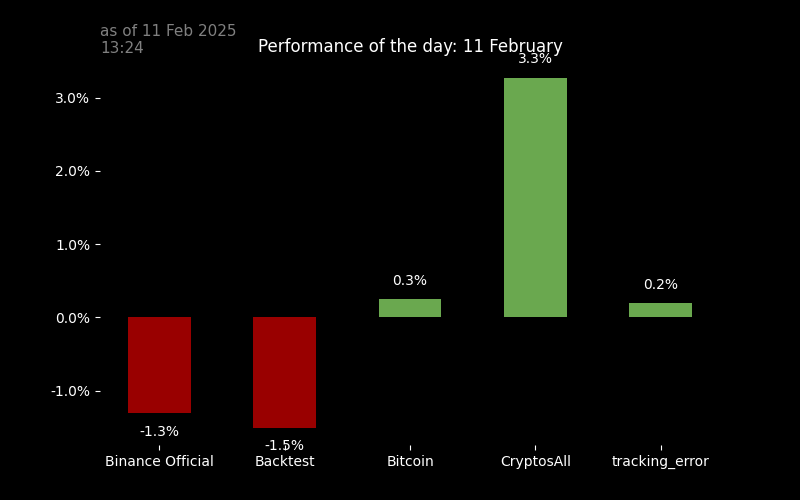 as of 11 Feb 2025
13:24
Performance of the day: 11 February
3.3%
3.0%
2.0%
1.0%
0.3%
0.2%
0.0%
-1.0%
-1.3%
-1.5%
Binance Official
Backtest
Bitcoin
CryptosAll
tracking_error